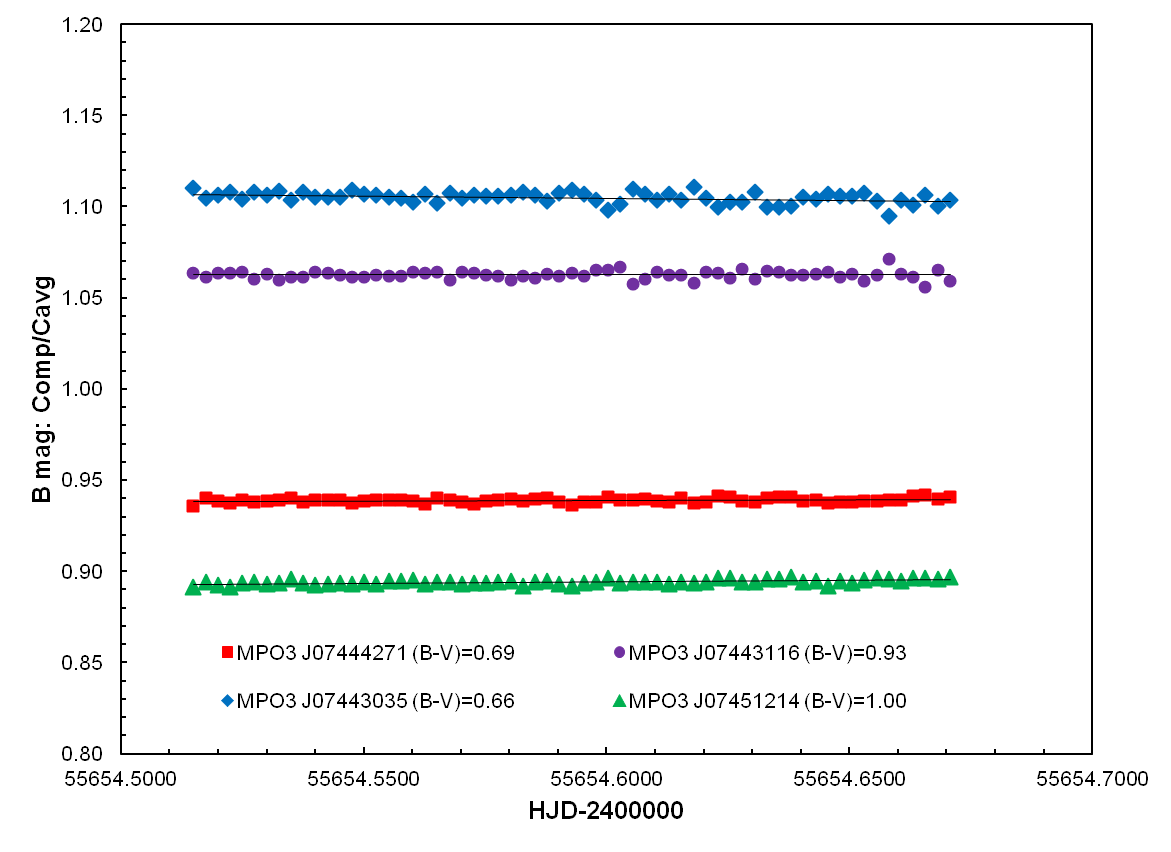 1.20
1.15
1.10
1.05
1.00
0.95
0.90
0.85
0.80
B mag: Comp/Cavg
MPO3 J07444271 (B-V)=0.69
MPO3 J07443116 (B-V)=0.93
MPO3 J07443035 (B-V)=0.66
MPO3 J07451214 (B-V)=1.00
55654.5000
55654.5500
55654.6000
55654.6500
55654.7000
HJD-2400000